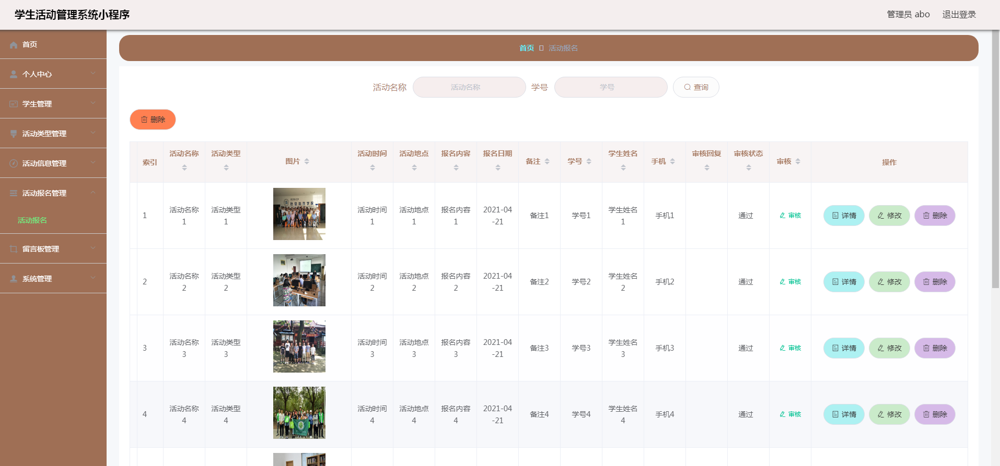 学生活动管理系统小程序
管理员 abo 退出登录
首页
个人中心
学生管理
活动类型管理
活动信息管理
活动报名管理
活动报名
留言板管理
系统管理
首页 活动报名
活动名称 活动名称 学号 学号 查询
删除
索引 活动名称 活动类型 图片 活动时间 活动地点 报名内容 报名日期 备注 学号 学生姓名 手机 审核回复 审核状态 审核 操作
1 活动名称1 活动类型1 活动时间1 活动地点1 报名内容1 2021-04-21 备注1 学号1 学生姓名1 手机1 通过 审核 详情 修改 删除
2 活动名称2 活动类型2 活动时间2 活动地点2 报名内容2 2021-04-21 备注2 学号2 学生姓名2 手机2 通过 审核 详情 修改 删除
3 活动名称3 活动类型3 活动时间3 活动地点3 报名内容3 2021-04-21 备注3 学号3 学生姓名3 手机3 通过 审核 详情 修改 删除
4 活动名称4 活动类型4 活动时间4 活动地点4 报名内容4 2021-04-21 备注4 学号4 学生姓名4 手机4 通过 审核 详情 修改 删除